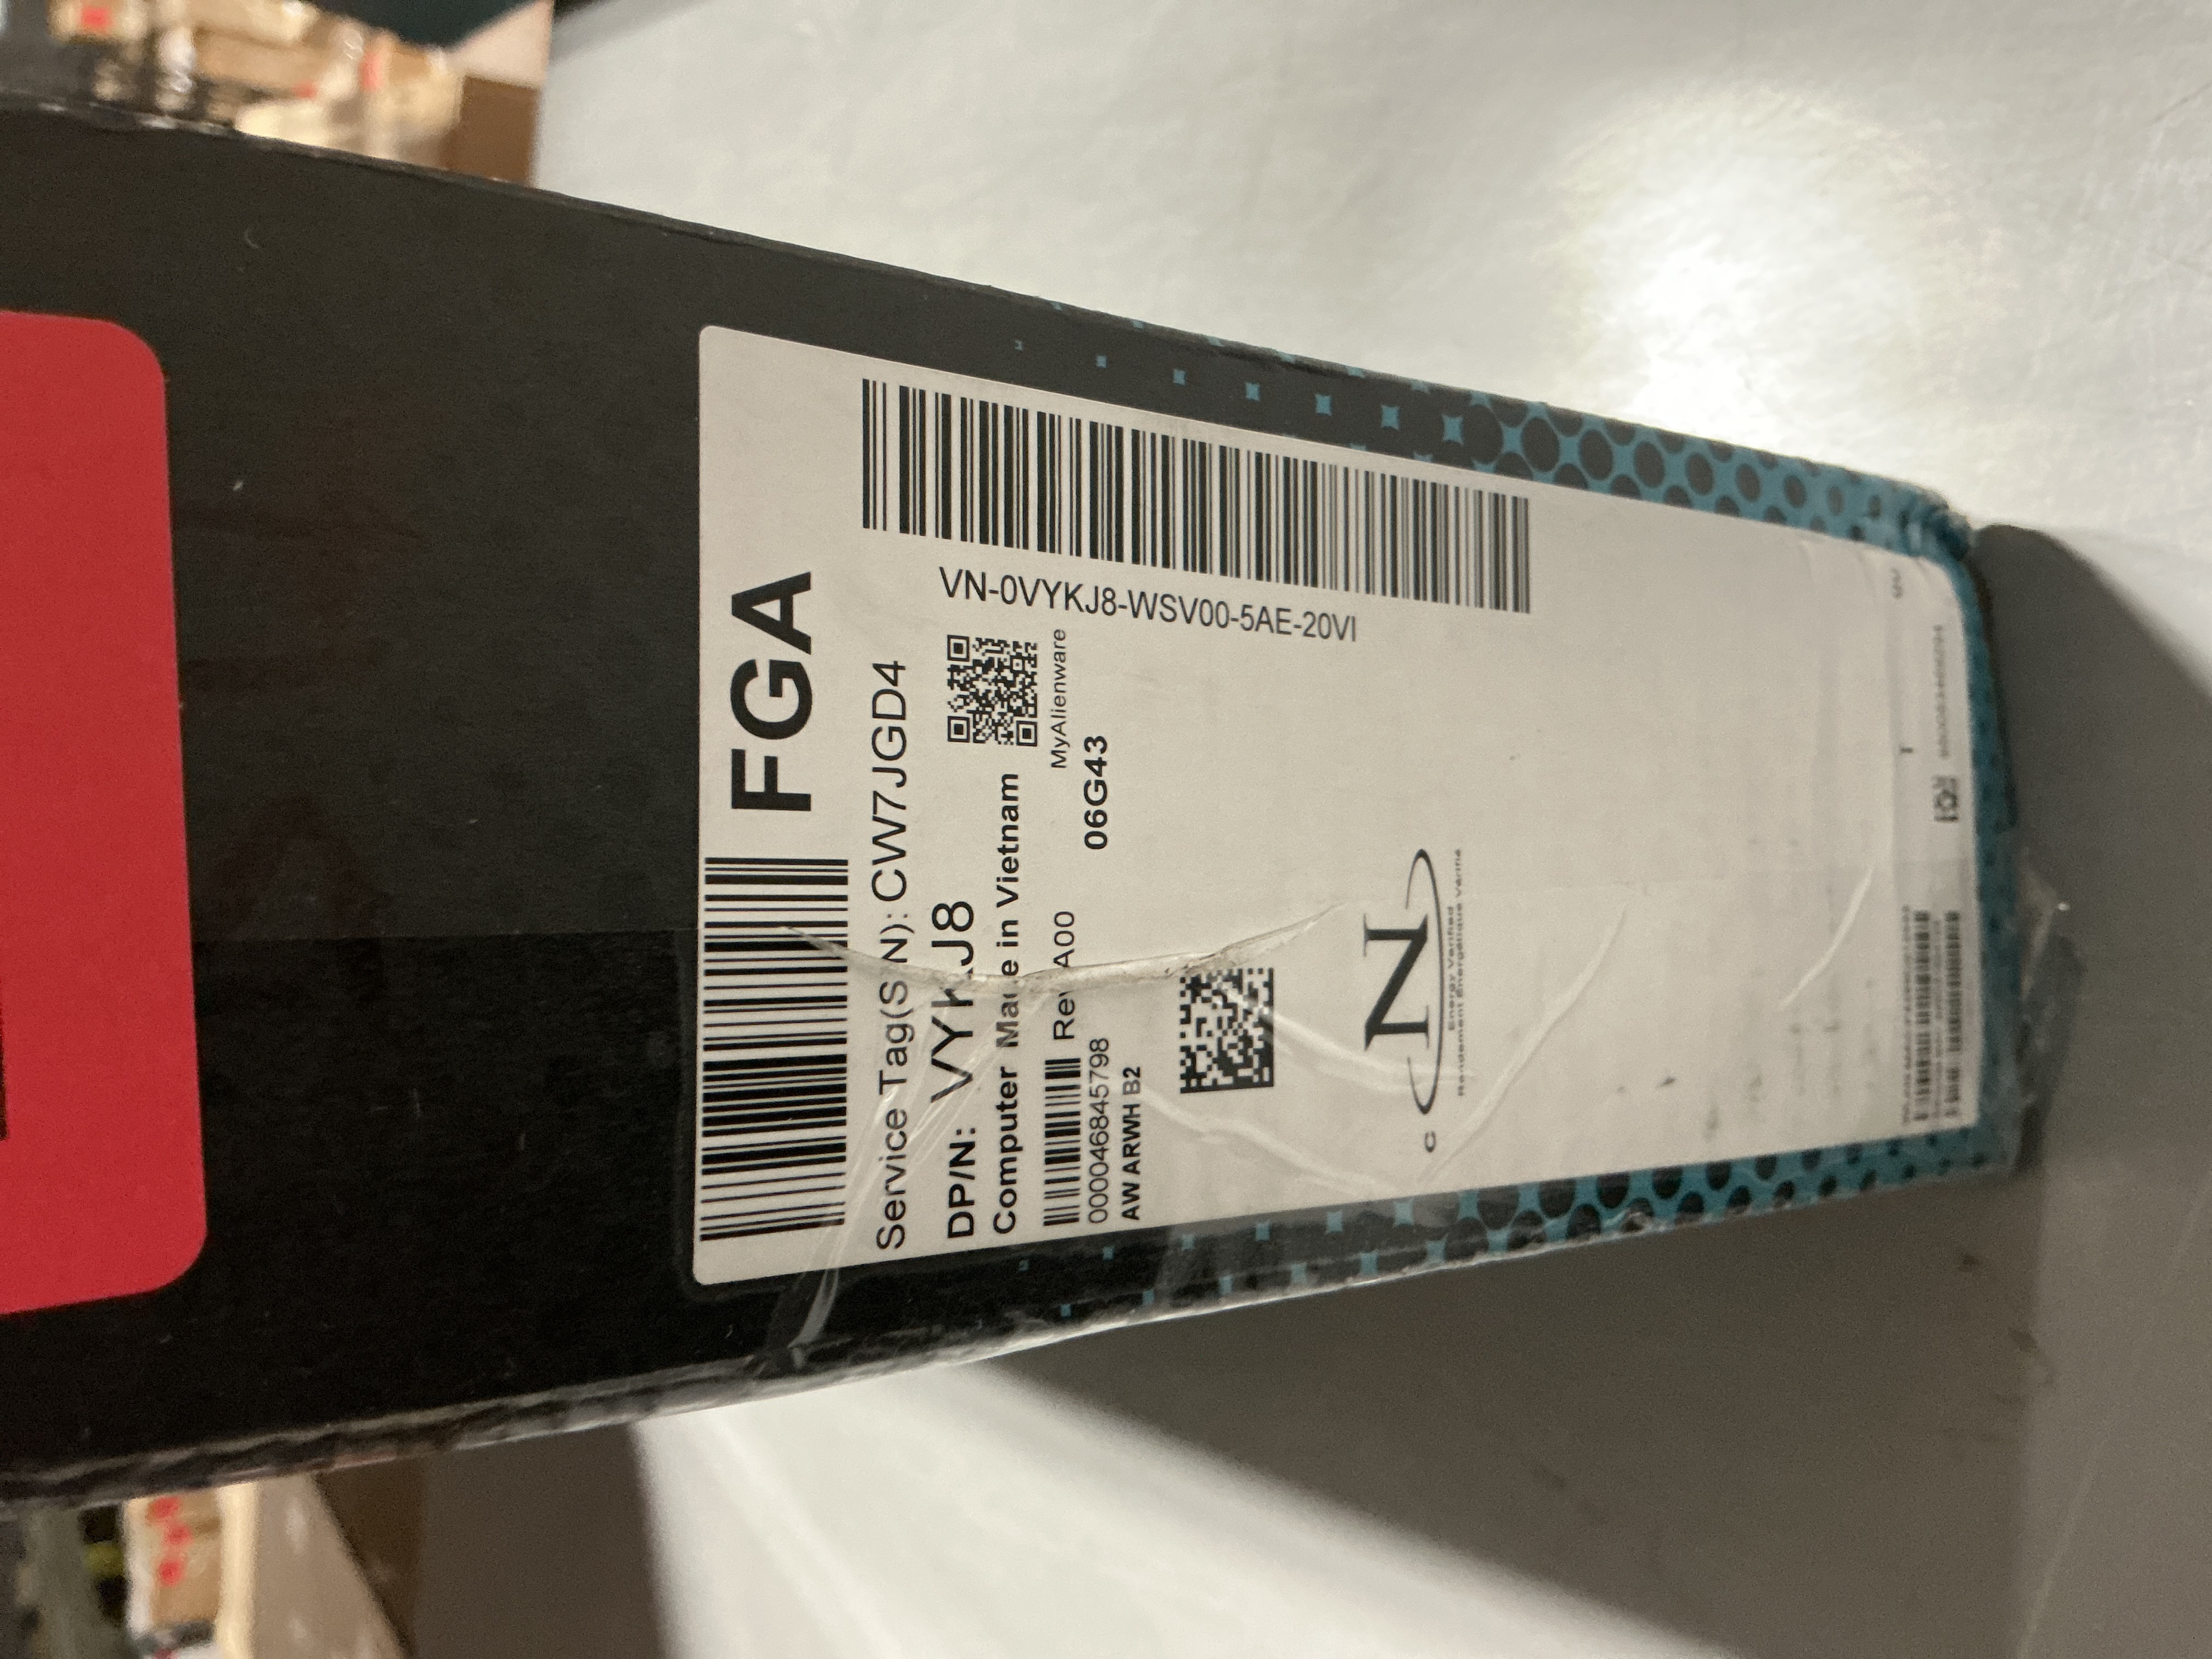 FGA
Service Tag(S N): CW7JGD4
VN-0VYKJ8-WSV00-5AE-20VI
DP/N: VYKJ8
Computer Made in Vietnam
MyAlienware
Rev A00
06G43
000046845798
AW ARWH B2
N
c
Energy Verified
Rendement Énergétique Vérifié